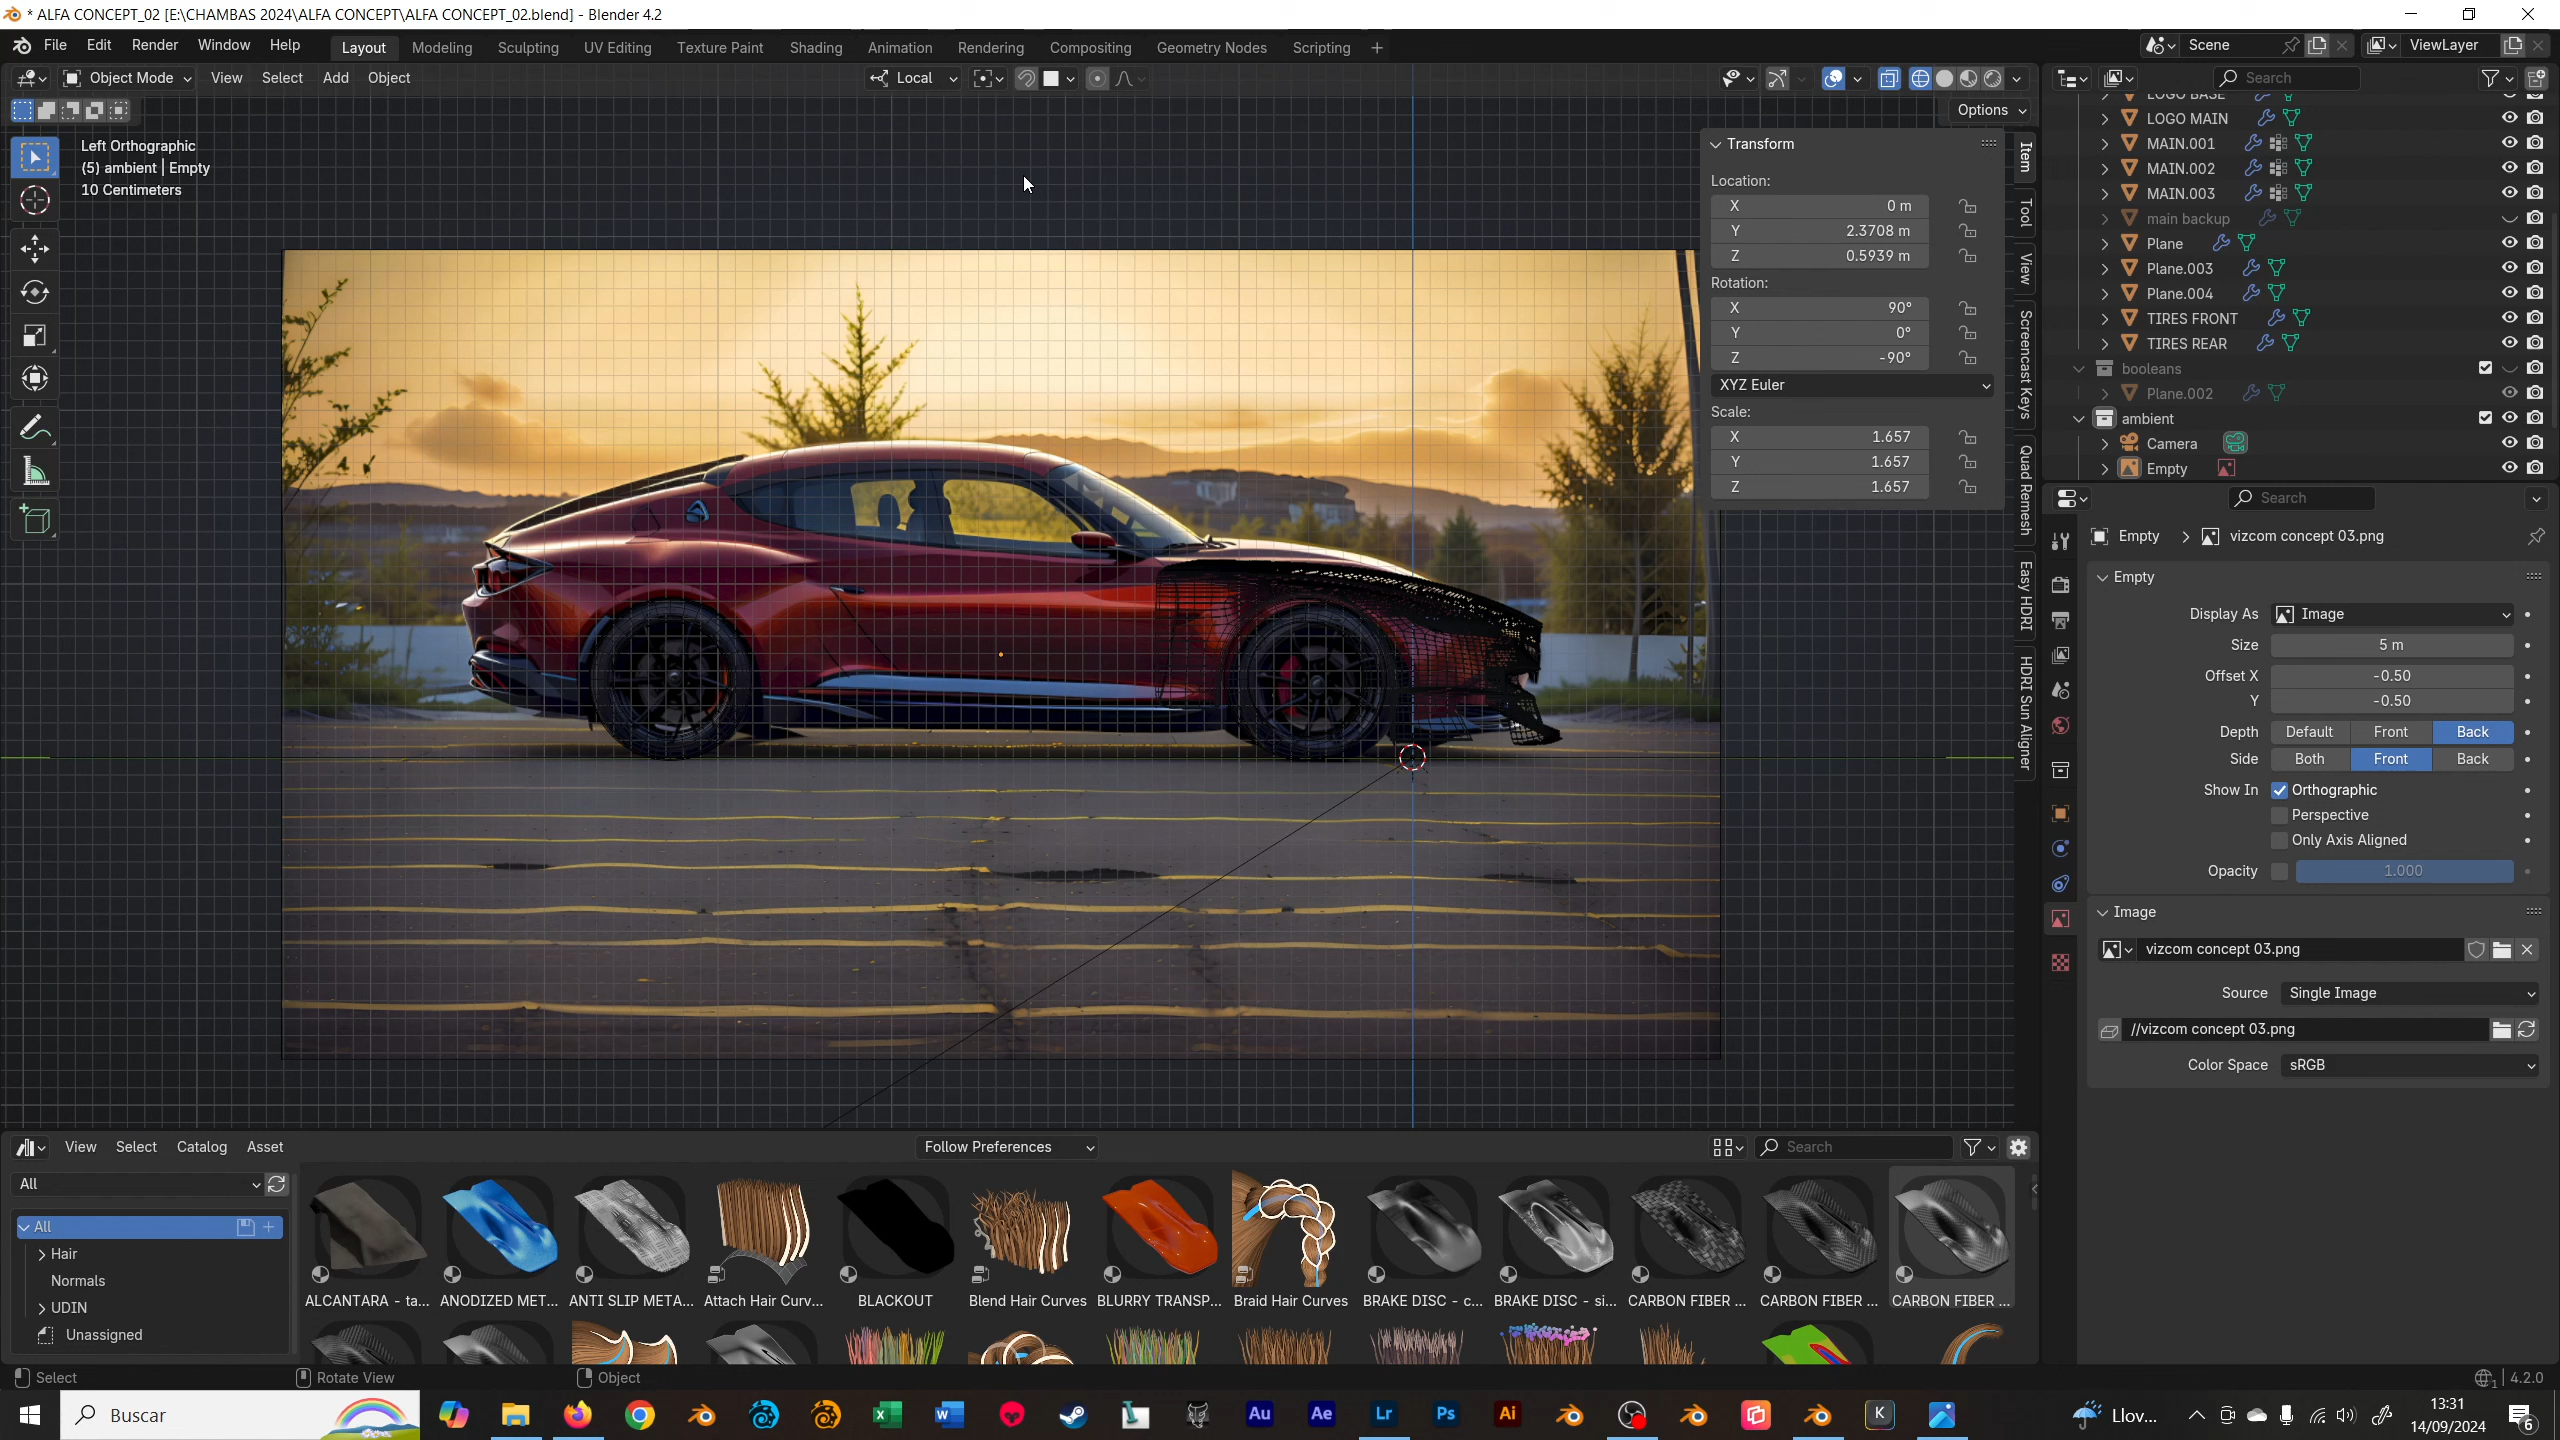 * ALFA CONCEPT_02 [E:\CHAMBAS 2024\ALFA CONCEPT\ALFA CONCEPT_02.blend] - Blender 4.2
File Edit Render Window Help Layout Modeling Sculpting UV Editing Texture Paint Shading Animation Rendering Compositing Geometry Nodes Scripting + Scene ViewLayer
Object Mode View Select Add Object Local Search
Options
Left Orthographic
(5) ambient | Empty
10 Centimeters
Transform
Location:
X 0 m
Y 2.3708 m
Z 0.5939 m
Rotation:
X 90°
Y 0°
Z -90°
XYZ Euler
Scale:
X 1.657
Y 1.657
Z 1.657
Item
Tool
View
Screencast Keys
Quad Remesh
Easy HDRI
HDRI Sun Aligner
LOGO BASE
LOGO MAIN
MAIN.001
MAIN.002
MAIN.003
main backup
Plane
Plane.003
Plane.004
TIRES FRONT
TIRES REAR
booleans
Plane.002
ambient
Camera
Empty
Search
Empty > vizcom concept 03.png
Empty
Display As Image
Size 5 m
Offset X -0.50
Y -0.50
Depth Default Front Back
Side Both Front Back
Show In Orthographic
Perspective
Only Axis Aligned
Opacity 1.000
Image
vizcom concept 03.png
Source Single Image
//vizcom concept 03.png
Color Space sRGB
View Select Catalog Asset Follow Preferences Search
All
All
Hair
Normals
UDIN
Unassigned
ALCANTARA - ta... ANODIZED MET... ANTI SLIP META... Attach Hair Curv... BLACKOUT Blend Hair Curves BLURRY TRANSP... Braid Hair Curves BRAKE DISC - c... BRAKE DISC - si... CARBON FIBER ... CARBON FIBER ... CARBON FIBER ...
Select Rotate View Object 4.2.0
Buscar Au Ae Lr Ps Ai K Llov... 13:31
14/09/2024 6